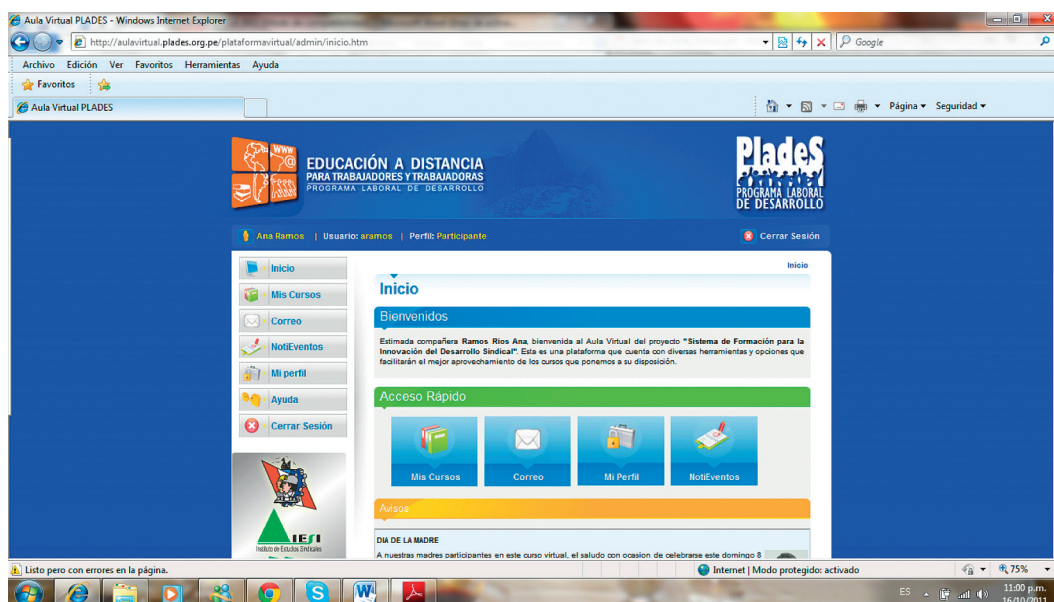 Aula Virtual PLADES - Windows Internet Explorer
http://aulavirtual.plades.org.pe/plataformavirtual/admin/inicio.htm
Google
Archivo Edición Ver Favoritos Herramientas Ayuda
Favoritos
Aula Virtual PLADES
Página Seguridad
WWW
@
EDUCACIÓN A DISTANCIA
PARA TRABAJADORES Y TRABAJADORAS
PROGRAMA LABORAL DE DESARROLLO
PladeS
PROGRAMA LABORAL
DE DESARROLLO
Ana Ramos | Usuario: aramos | Perfil: Participante
Cerrar Sesión
Inicio
Mis Cursos
Correo
NotiEventos
Mi perfil
Ayuda
Cerrar Sesión
IESI
Instituto de Estudios Sindicales
Inicio
Inicio
Bienvenidos
Estimada compañera Ramos Rios Ana, bienvenida al Aula Virtual del proyecto "Sistema de Formación para la
Innovación del Desarrollo Sindical". Esta es una plataforma que cuenta con diversas herramientas y opciones que
facilitarán el mejor aprovechamiento de los cursos que ponemos a su disposición.
Acceso Rápido
Mis Cursos
Correo
Mi Perfil
NotiEventos
Avisos
DIA DE LA MADRE
A nuestras madres participantes en este curso virtual, el saludo con ocasion de celebrarse este domingo 8
Listo pero con errores en la página.
Internet | Modo protegido: activado
75%
ES
11:00 p.m.
16/10/2011